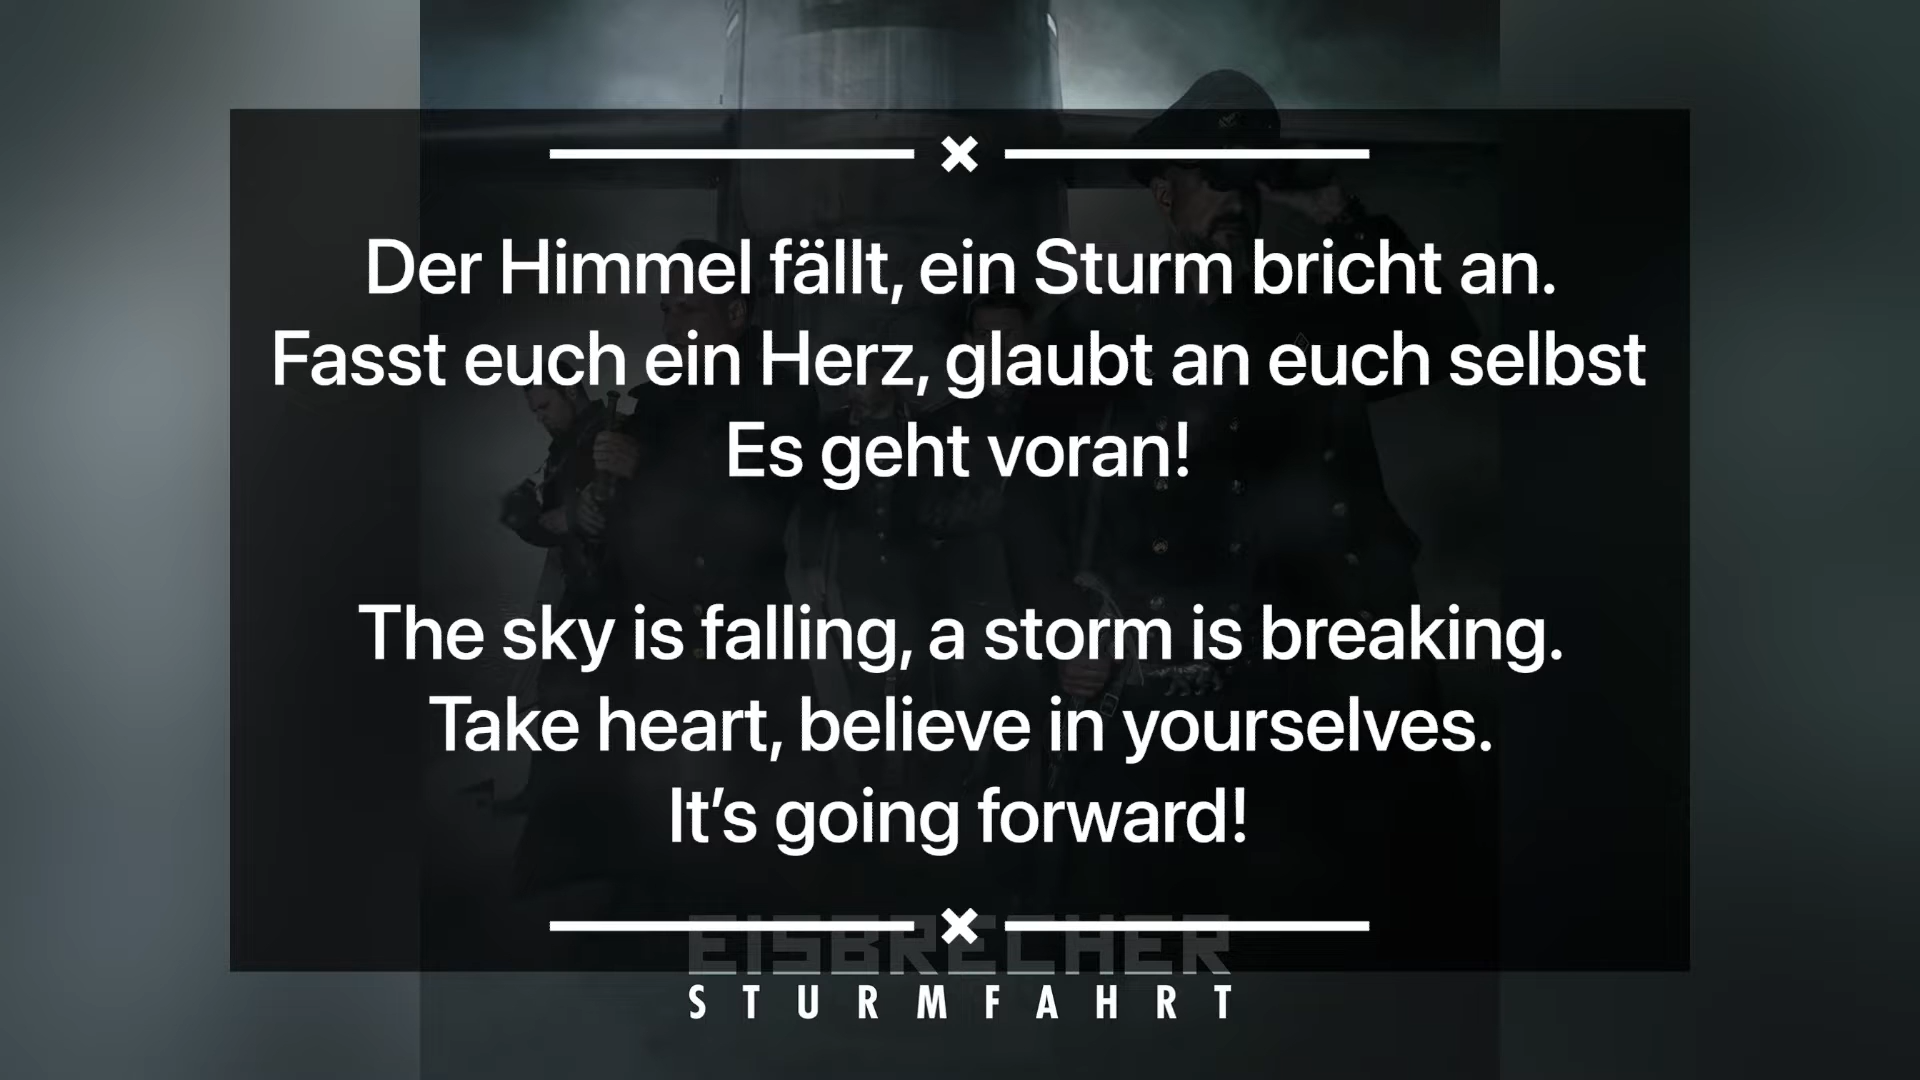 Der Himmel fällt, ein Sturm bricht an.
Fasst euch ein Herz, glaubt an euch selbst
Es geht voran!
The sky is falling, a storm is breaking.
Take heart, believe in yourselves.
It’s going forward!
EISBRECHER
STURMFAHRT